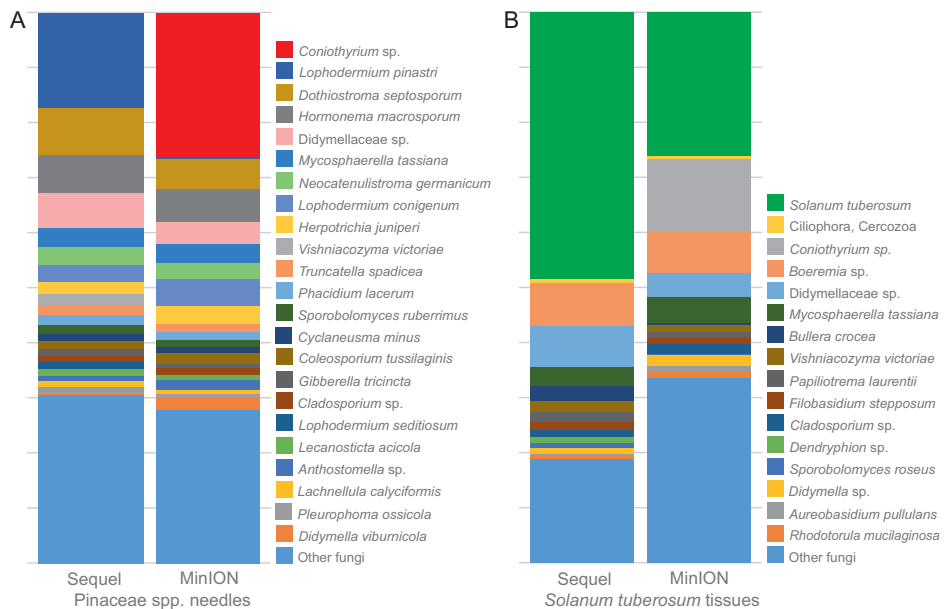 A
Coniothyrium sp.
Lophodermium pinastri
Dothiostroma septosporum
Hormonema macrosporum
Didymellaceae sp.
Mycosphaerella tassiana
Neocatenulistroma germanicum
Lophodermium conigenum
Herpotrichia juniperi
Vishniacozyma victoriae
Truncatella spadicea
Phacidium lacerum
Sporobolomyces ruberrimus
Cyclaneusma minus
Coleosporium tussilaginis
Gibberella tricincta
Cladosporium sp.
Lophodermium seditiosum
Lecanosticta acicola
Anthostomella sp.
Lachnellula calyciformis
Pleurophoma ossicola
Didymella viburnicola
Other fungi
Sequel MinION
Pinaceae spp. needles
B
Solanum tuberosum
Ciliophora, Cercozoa
Coniothyrium sp.
Boeremia sp.
Didymellaceae sp.
Mycosphaerella tassiana
Bullera crocea
Vishniacozyma victoriae
Papiliotrema laurentii
Filobasidium stepposum
Cladosporium sp.
Dendryphion sp.
Sporobolomyces roseus
Didymella sp.
Aureobasidium pullulans
Rhodotorula mucilaginosa
Other fungi
Sequel MinION
Solanum tuberosum tissues